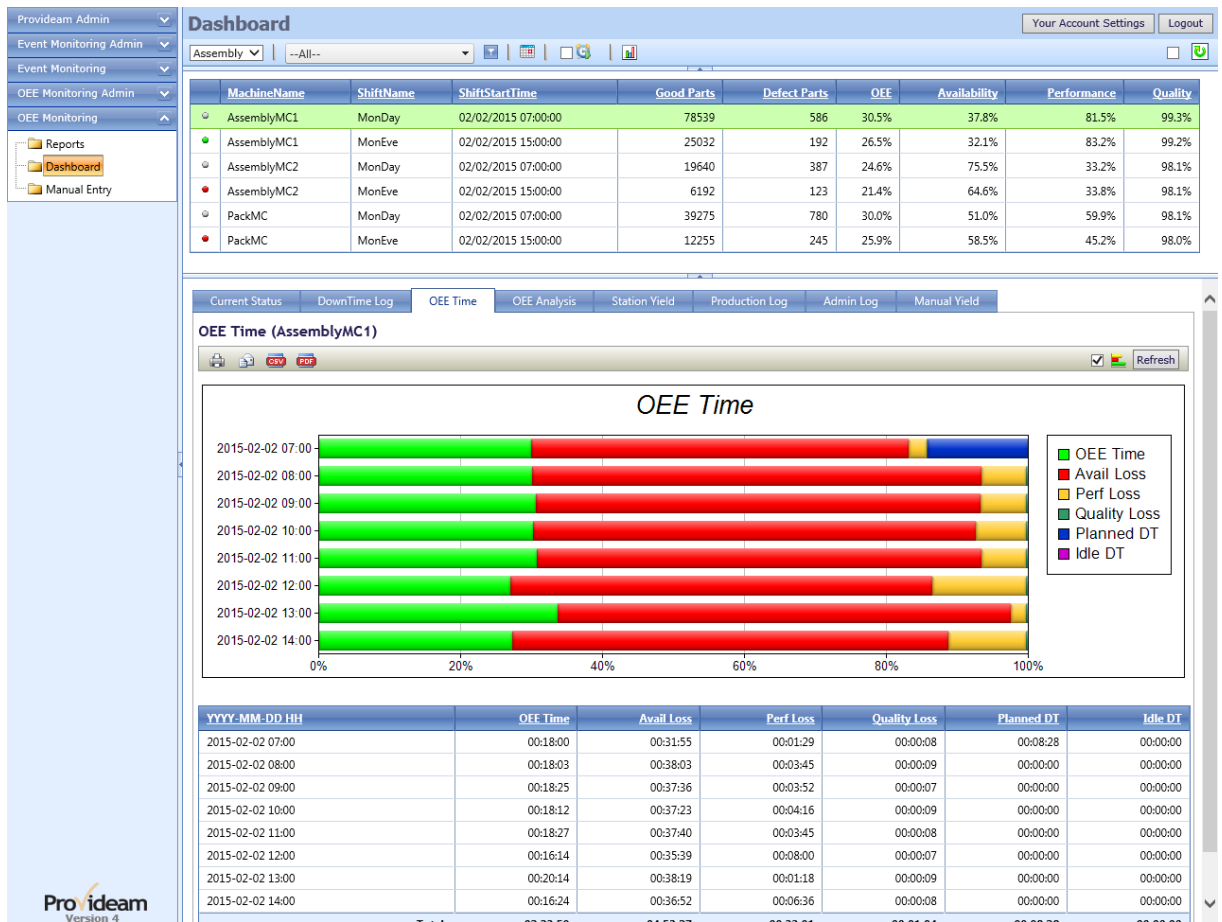 Provideam Admin
Event Monitoring Admin
Event Monitoring
OEE Monitoring Admin
OEE Monitoring
Reports
Dashboard
Manual Entry
Dashboard
Your Account Settings Logout
Assembly --All--
MachineName ShiftName ShiftStartTime Good Parts Defect Parts OEE Availability Performance Quality
AssemblyMC1 MonDay 02/02/2015 07:00:00 78539 586 30.5% 37.8% 81.5% 99.3%
AssemblyMC1 MonEve 02/02/2015 15:00:00 25032 192 26.5% 32.1% 83.2% 99.2%
AssemblyMC2 MonDay 02/02/2015 07:00:00 19640 387 24.6% 75.5% 33.2% 98.1%
AssemblyMC2 MonEve 02/02/2015 15:00:00 6192 123 21.4% 64.6% 33.8% 98.1%
PackMC MonDay 02/02/2015 07:00:00 39275 780 30.0% 51.0% 59.9% 98.1%
PackMC MonEve 02/02/2015 15:00:00 12255 245 25.9% 58.5% 45.2% 98.0%
Current Status DownTime Log OEE Time OEE Analysis Station Yield Production Log Admin Log Manual Yield
OEE Time (AssemblyMC1)
CSV PDF Refresh
OEE Time
2015-02-02 07:00
2015-02-02 08:00
2015-02-02 09:00
2015-02-02 10:00
2015-02-02 11:00
2015-02-02 12:00
2015-02-02 13:00
2015-02-02 14:00
0% 20% 40% 60% 80% 100%
OEE Time
Avail Loss
Perf Loss
Quality Loss
Planned DT
Idle DT
YYYY-MM-DD HH OEE Time Avail Loss Perf Loss Quality Loss Planned DT Idle DT
2015-02-02 07:00 00:18:00 00:31:55 00:01:29 00:00:08 00:08:28 00:00:00
2015-02-02 08:00 00:18:03 00:38:03 00:03:45 00:00:09 00:00:00 00:00:00
2015-02-02 09:00 00:18:25 00:37:36 00:03:52 00:00:07 00:00:00 00:00:00
2015-02-02 10:00 00:18:12 00:37:23 00:04:16 00:00:09 00:00:00 00:00:00
2015-02-02 11:00 00:18:27 00:37:40 00:03:45 00:00:08 00:00:00 00:00:00
2015-02-02 12:00 00:16:14 00:35:39 00:08:00 00:00:07 00:00:00 00:00:00
2015-02-02 13:00 00:20:14 00:38:19 00:01:18 00:00:09 00:00:00 00:00:00
2015-02-02 14:00 00:16:24 00:36:52 00:06:36 00:00:08 00:00:00 00:00:00
Provideam
Version 4